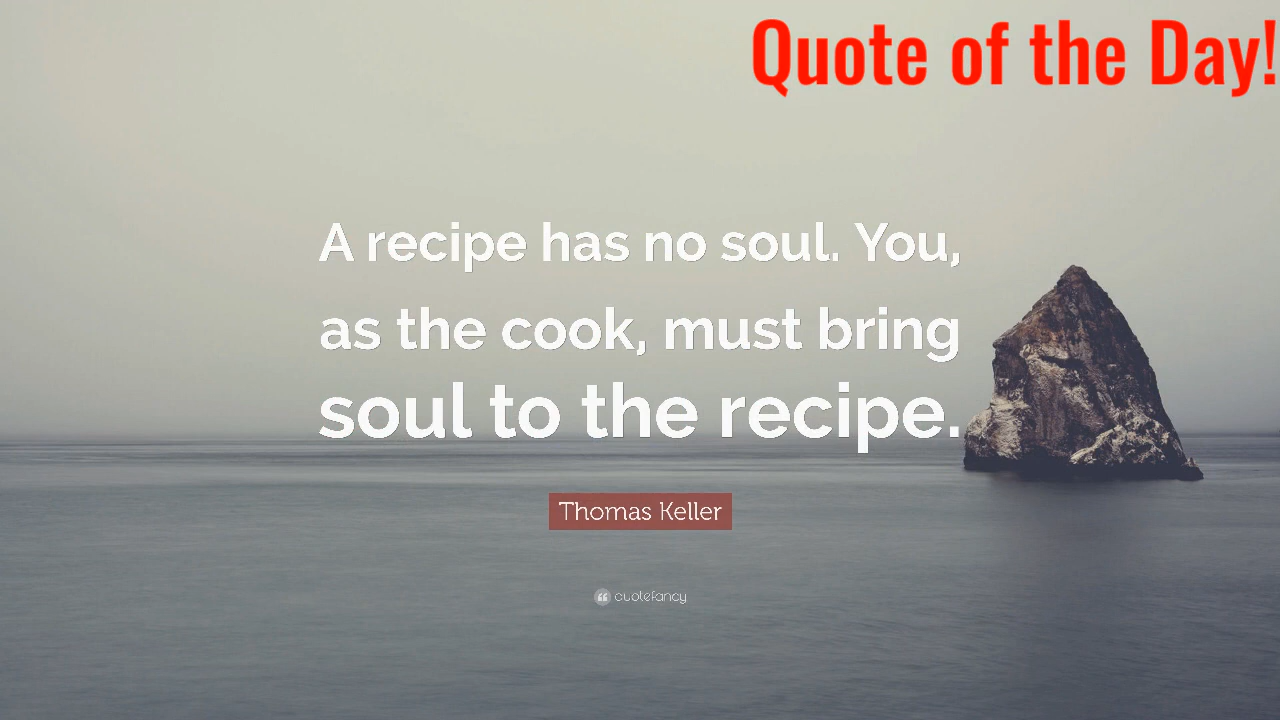 Quote of the Day!
A recipe has no soul. You,
as the cook, must bring
soul to the recipe.
Thomas Keller
quotefancy